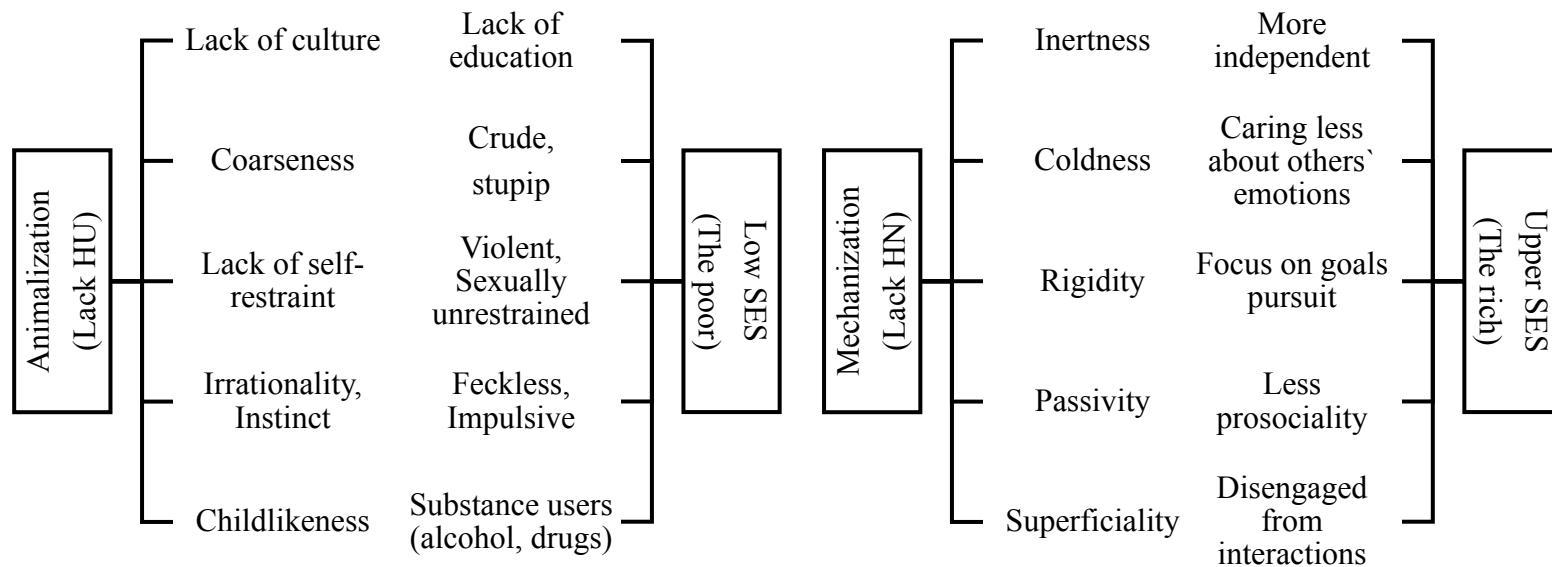 Animalization
(Lack HU)
Lack of culture
Coarseness
Lack of self-
restraint
Irrationality,
Instinct
Childlikeness
Lack of
education
Crude,
stupip
Violent,
Sexually
unrestrained
Feckless,
Impulsive
Substance users
(alcohol, drugs)
Low SES
(The poor)
Mechanization
(Lack HN)
Inertness
Coldness
Rigidity
Passivity
Superficiality
More
independent
Caring less
about others`
emotions
Focus on goals
pursuit
Less
prosociality
Disengaged
from
interactions
Upper SES
(The rich)